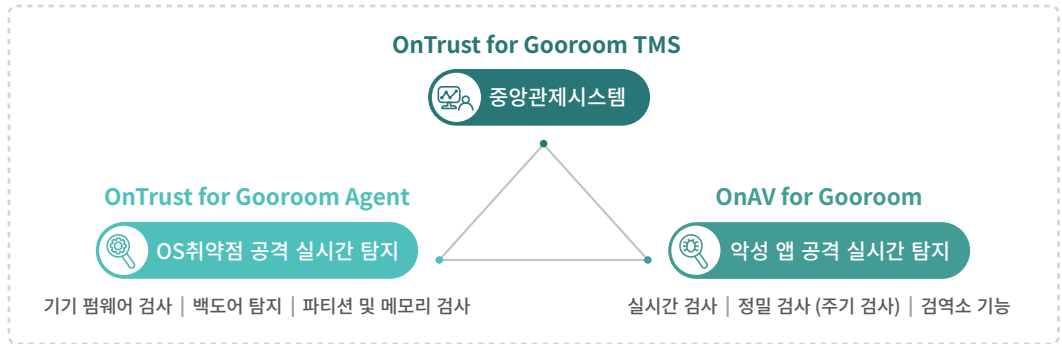 OnTrust for Gooroom TMS
중앙관제시스템
OnTrust for Gooroom Agent
OS취약점 공격 실시간 탐지
기기 펌웨어 검사 | 백도어 탐지 | 파티션 및 메모리 검사
OnAV for Gooroom
악성 앱 공격 실시간 탐지
실시간 검사 | 정밀 검사 (주기 검사) | 검역소 기능